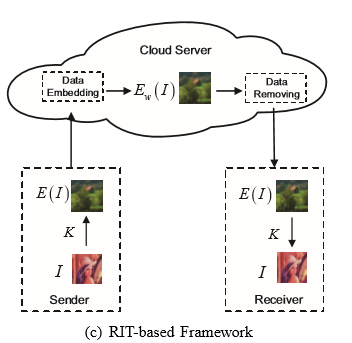 Cloud Server
Data
Embedding
E_w(I)
Data
Removing
E(I)
K
I
Sender
E(I)
K
I
Receiver
(c) RIT-based Framework